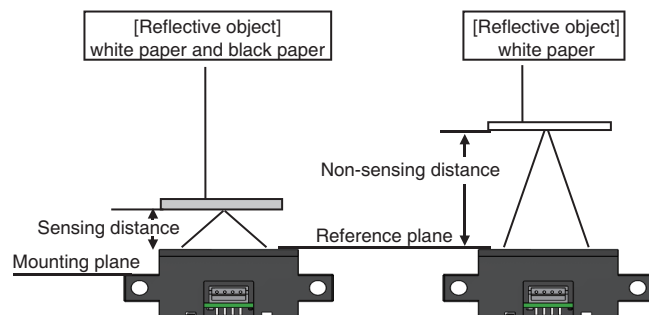 [Reflective object]
white paper and black paper
[Reflective object]
white paper
Non-sensing distance
Sensing distance
Reference plane
Mounting plane